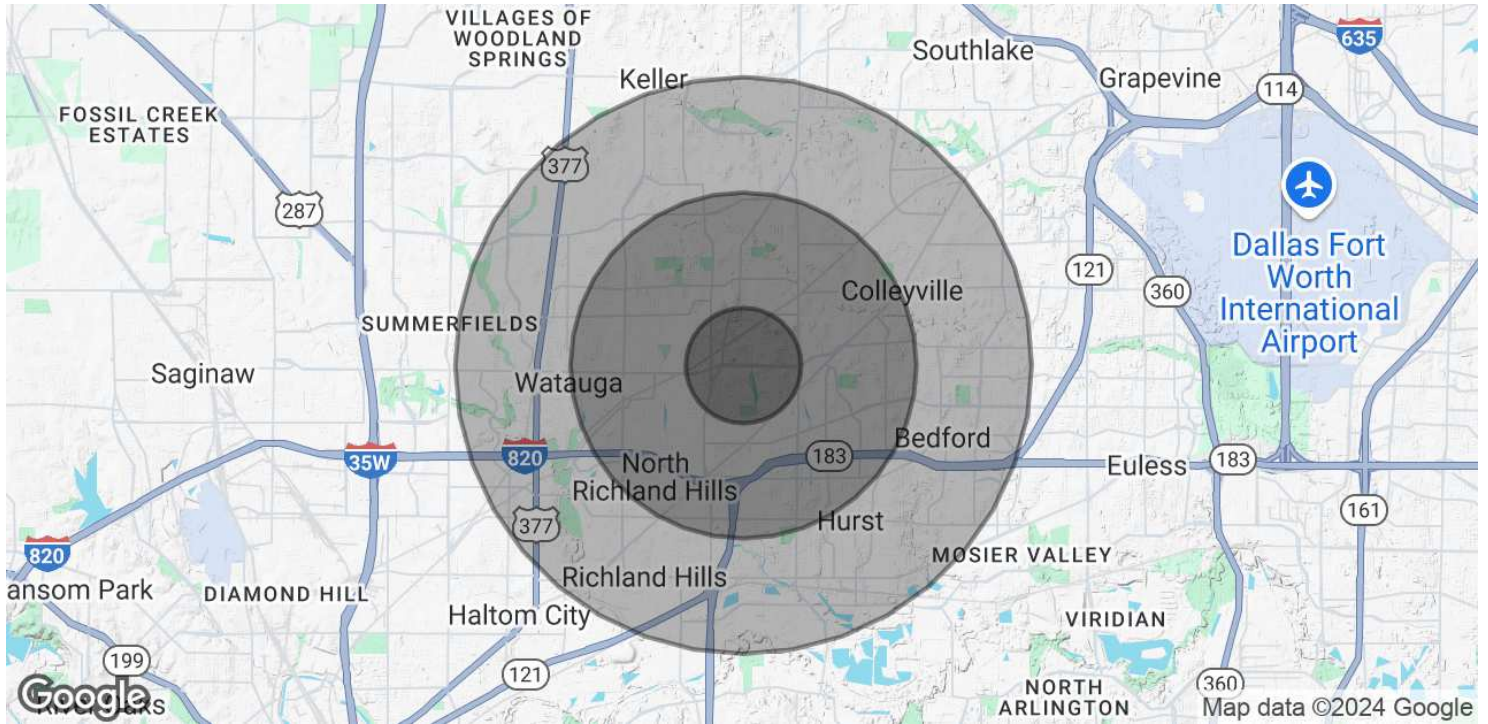 VILLAGES OF
WOODLAND
SPRINGS
Southlake
635
Keller
Grapevine
114
FOSSIL CREEK
ESTATES
377
287
Dallas Fort
Worth
International
Airport
121
360
Colleyville
SUMMERFIELDS
Saginaw
Watauga
Bedford
183
35W
820
North
Richland Hills
183
Euless
377
Hurst
161
820
MOSIER VALLEY
ansom Park
DIAMOND HILL
Richland Hills
Haltom City
VIRIDIAN
199
121
360
NORTH
ARLINGTON
Google
Map data ©2024 Google